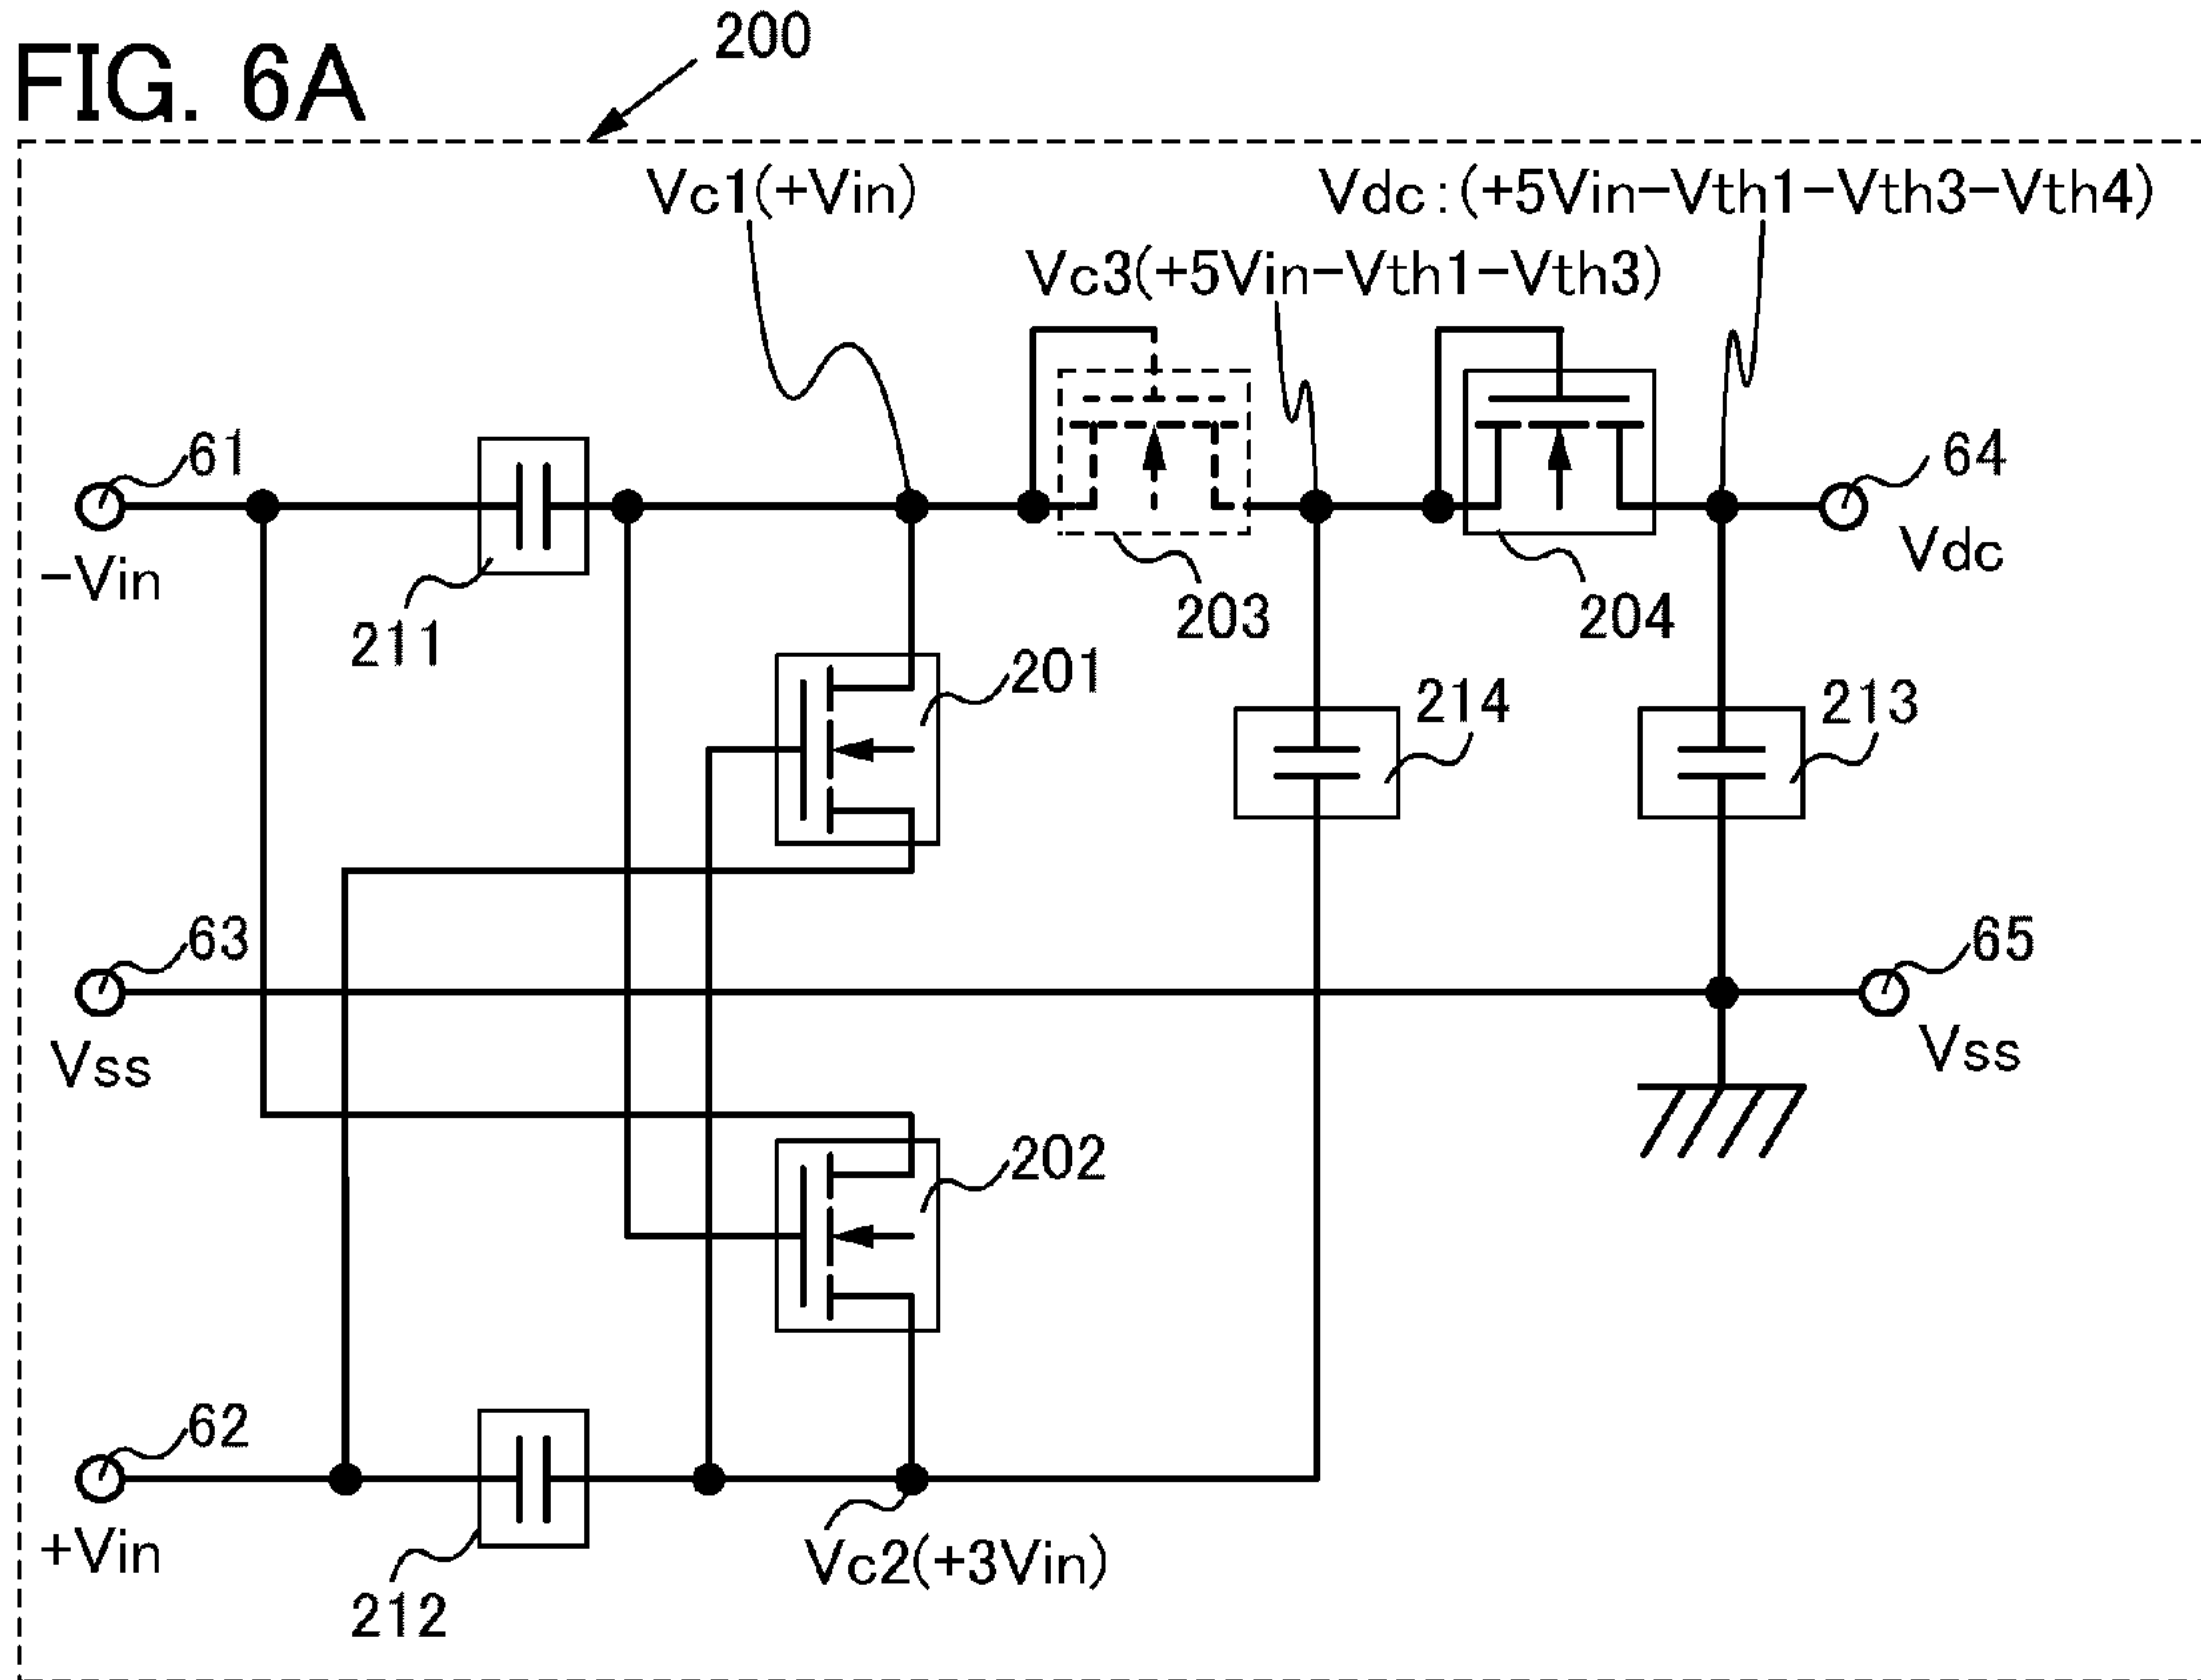 FIG. 6A
200
Vc1(+Vin)
Vdc:(+5Vin-Vth1-Vth3-Vth4)
Vc3(+5Vin-Vth1-Vth3)
61
64
-Vin
Vdc
211
203
204
201
214
213
63
65
Vss
Vss
202
62
+Vin
Vc2(+3Vin)
212